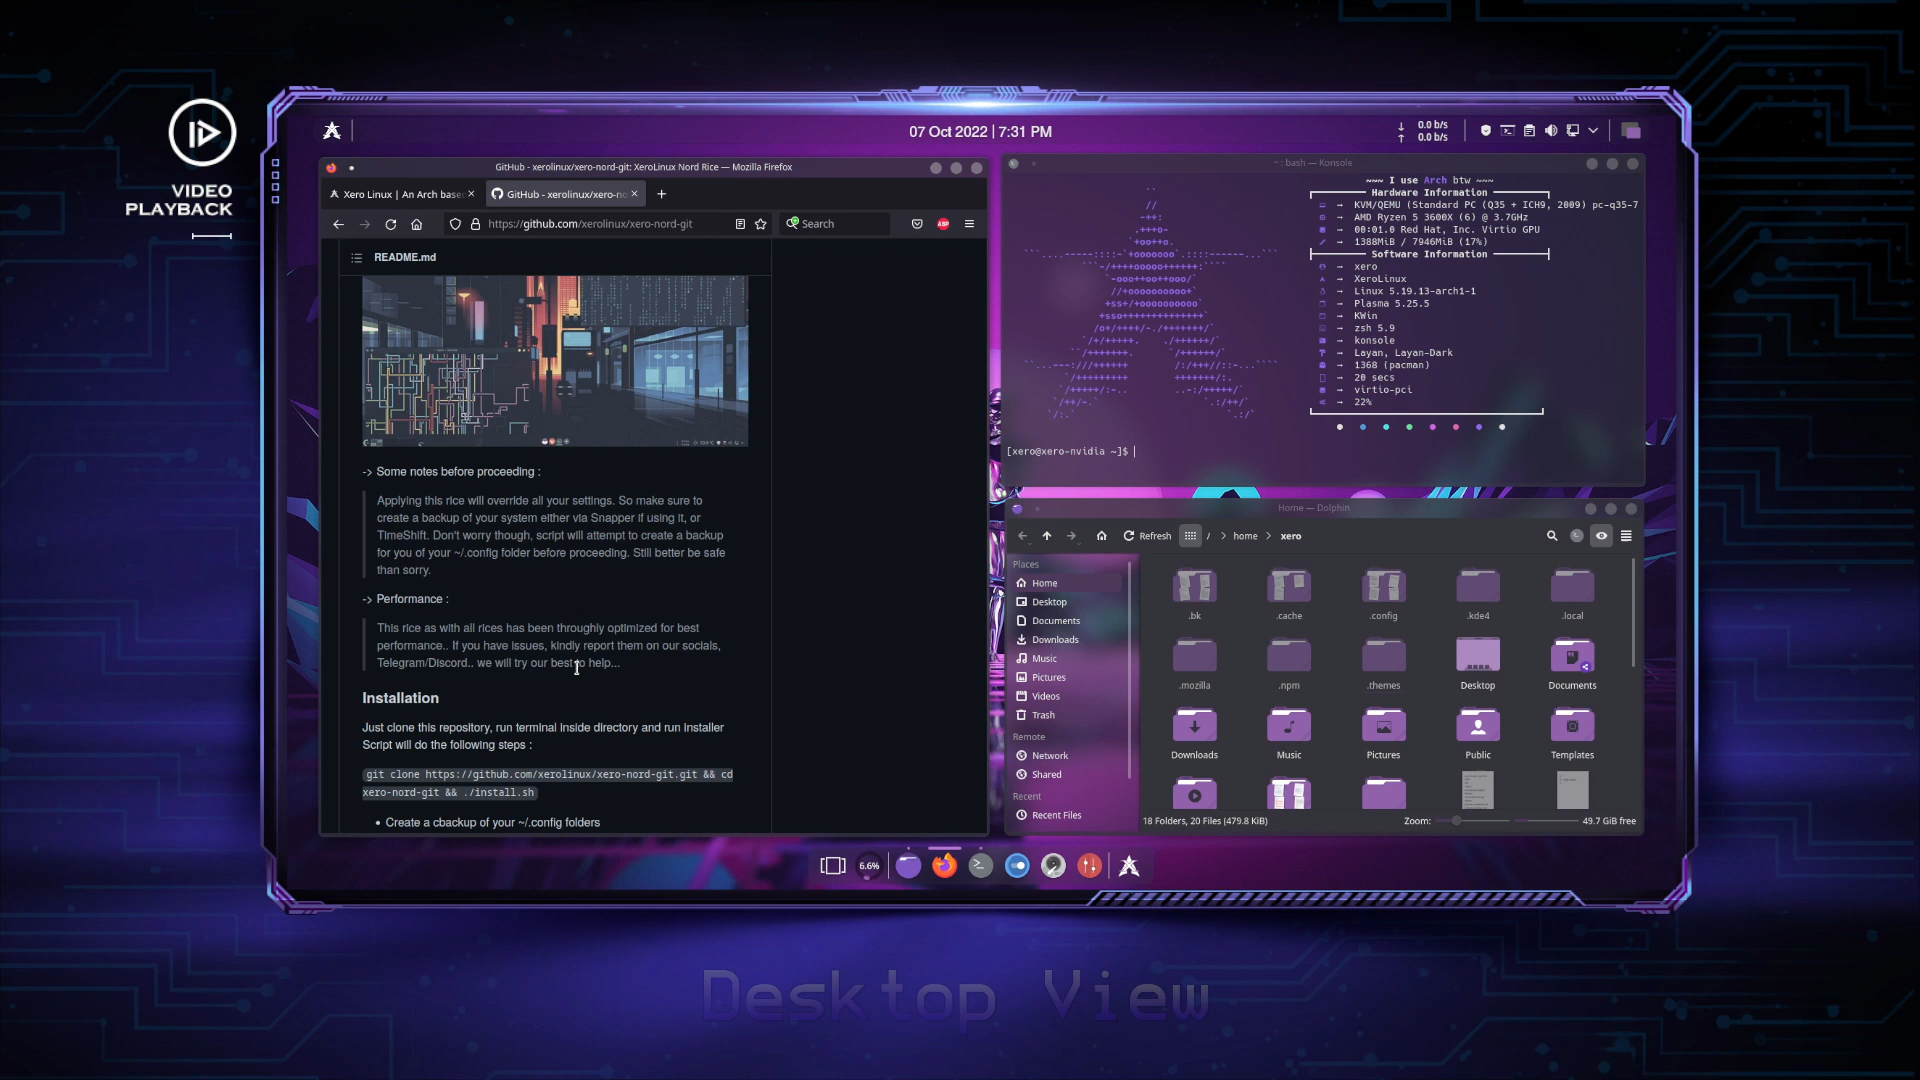 VIDEO
PLAYBACK
07 Oct 2022 | 7:31 PM
0.0 b/s
0.0 b/s
GitHub - xerolinux/xero-nord-git: XeroLinux Nord Rice — Mozilla Firefox
Xero Linux | An Arch base
GitHub - xerolinux/xero-no
https://github.com/xerolinux/xero-nord-git
Search
ABP
README.md
-> Some notes before proceeding :
Applying this rice will override all your settings. So make sure to
create a backup of your system either via Snapper if using it, or
TimeShift. Don't worry though, script will attempt to create a backup
for you of your ~/.config folder before proceeding. Still better be safe
than sorry.
-> Performance :
This rice as with all rices has been throughly optimized for best
performance.. If you have issues, kindly report them on our socials,
Telegram/Discord.. we will try our best to help...
Installation
Just clone this repository, run terminal inside directory and run installer
Script will do the following steps :
git clone https://github.com/xerolinux/xero-nord-git.git && cd
xero-nord-git && ./install.sh
• Create a cbackup of your ~/.config folders
~ : bash — Konsole
~~~ I use Arch btw ~~~
Hardware Information
→ KVM/QEMU (Standard PC (Q35 + ICH9, 2009) pc-q35-7
→ AMD Ryzen 5 3600X (6) @ 3.7GHz
→ 00:01.0 Red Hat, Inc. Virtio GPU
→ 1388MiB / 7946MiB (17%)
Software Information
→ xero
→ XeroLinux
→ Linux 5.19.13-arch1-1
→ Plasma 5.25.5
→ KWin
→ zsh 5.9
→ konsole
→ Layan, Layan-Dark
→ 1368 (pacman)
→ 20 secs
→ virtio-pci
→ 22%
[xero@xero-nvidia ~]$
Home — Dolphin
Refresh / > home > xero
Places
Home
Desktop
Documents
Downloads
Music
Pictures
Videos
Trash
Remote
Network
Shared
Recent
Recent Files
.bk .cache .config .kde4 .local
.mozilla .npm .themes Desktop Documents
Downloads Music Pictures Public Templates
18 Folders, 20 Files (479.8 KiB) Zoom: 49.7 GiB free
6.6%
Desktop View